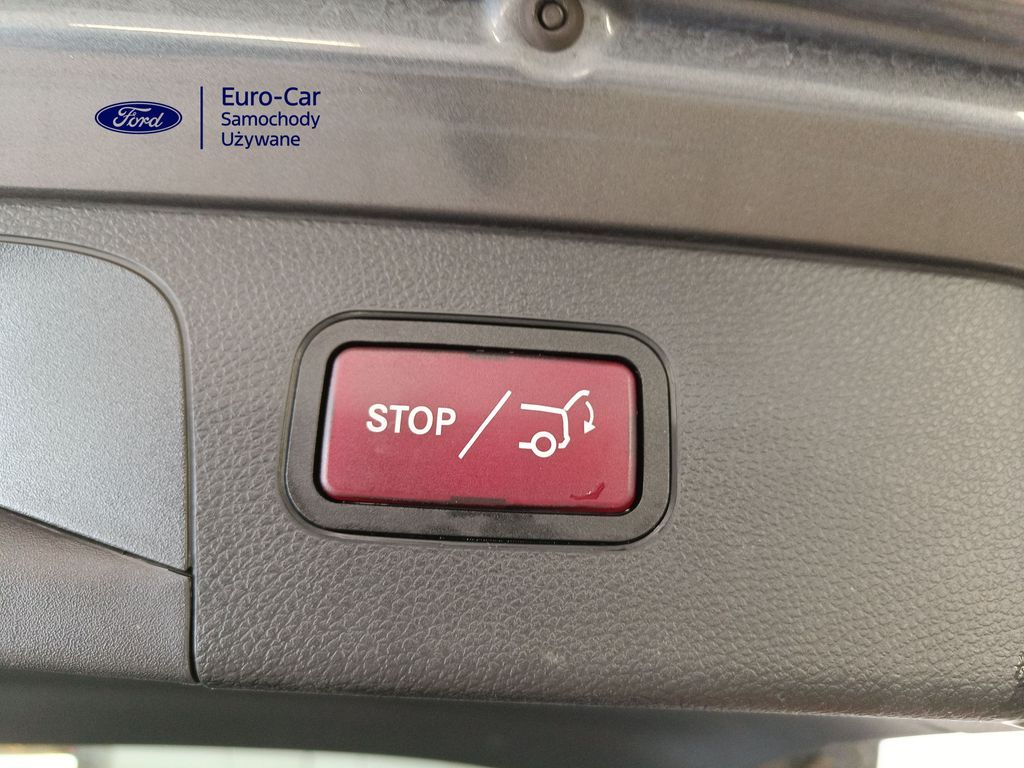 Ford
Euro-Car
Samochody
Używane
STOP/